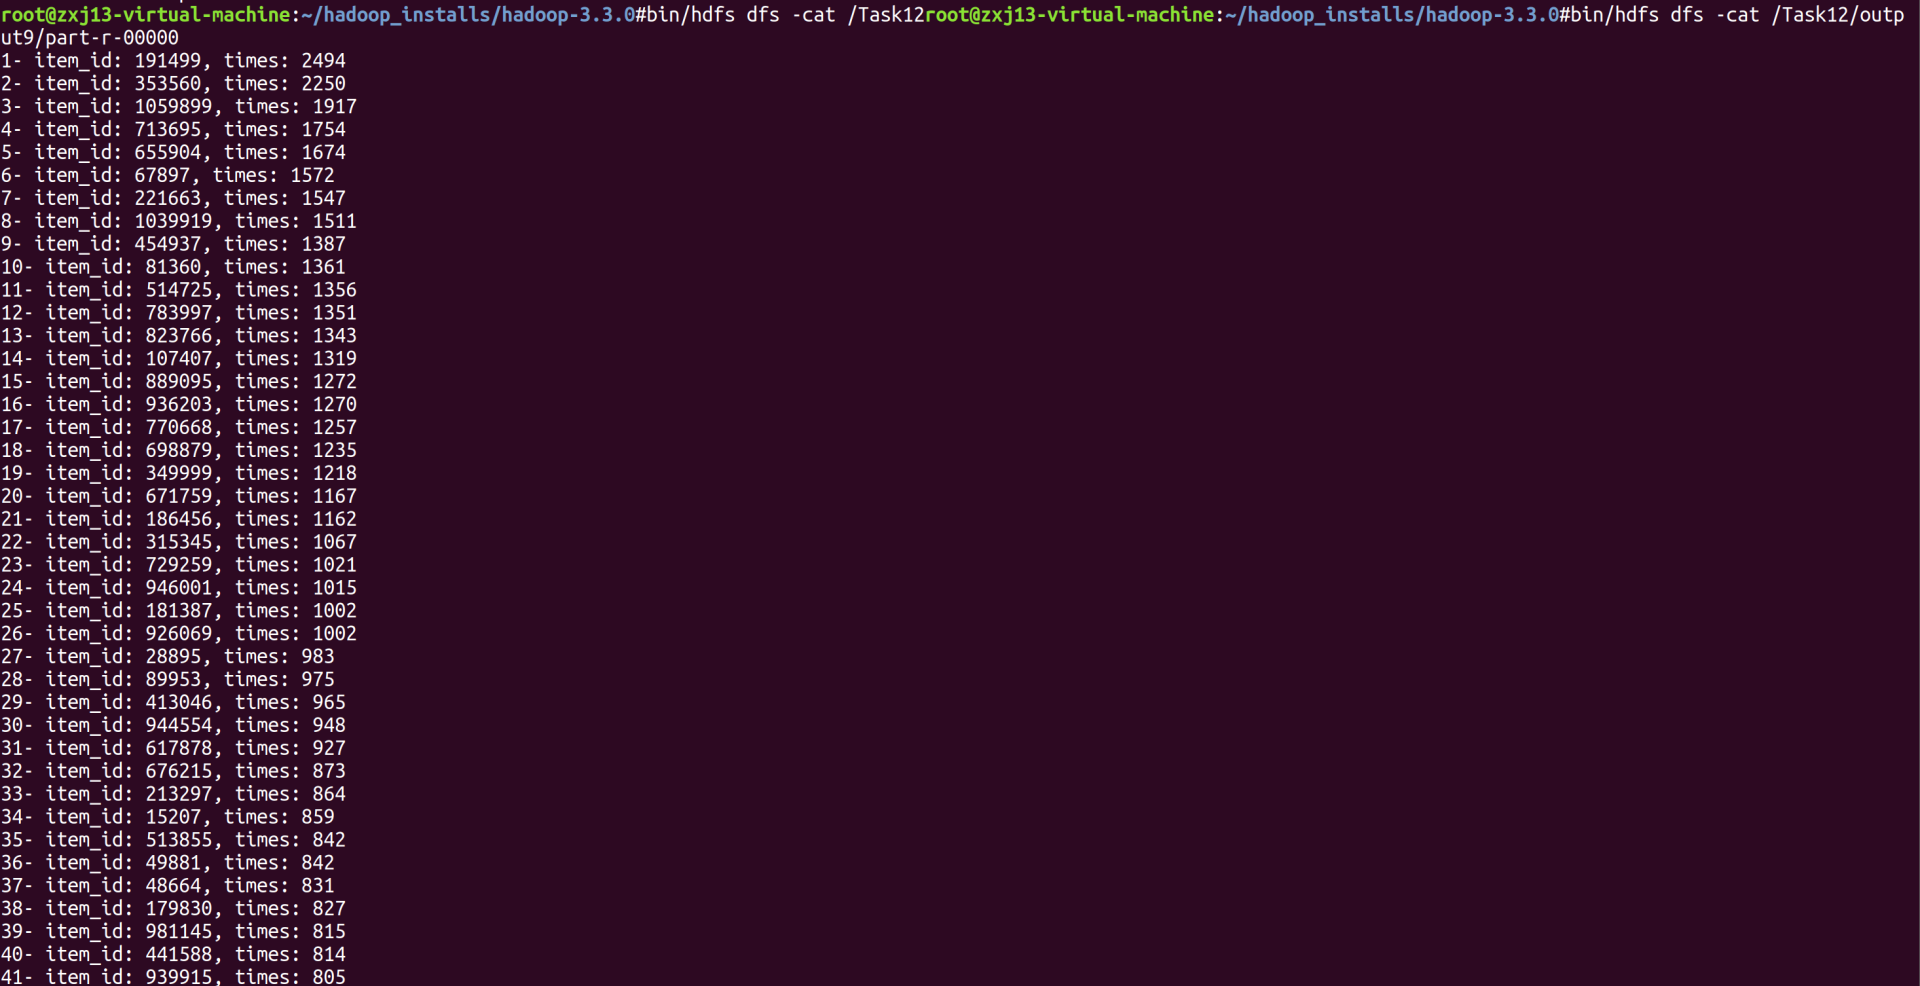 root@zxj13-virtual-machine:~/hadoop_installs/hadoop-3.3.0#bin/hdfs dfs -cat /Task12root@zxj13-virtual-machine:~/hadoop_installs/hadoop-3.3.0#bin/hdfs dfs -cat /Task12/outp
ut9/part-r-00000
1- item_id: 191499, times: 2494
2- item_id: 353560, times: 2250
3- item_id: 1059899, times: 1917
4- item_id: 713695, times: 1754
5- item_id: 655904, times: 1674
6- item_id: 67897, times: 1572
7- item_id: 221663, times: 1547
8- item_id: 1039919, times: 1511
9- item_id: 454937, times: 1387
10- item_id: 81360, times: 1361
11- item_id: 514725, times: 1356
12- item_id: 783997, times: 1351
13- item_id: 823766, times: 1343
14- item_id: 107407, times: 1319
15- item_id: 889095, times: 1272
16- item_id: 936203, times: 1270
17- item_id: 770668, times: 1257
18- item_id: 698879, times: 1235
19- item_id: 349999, times: 1218
20- item_id: 671759, times: 1167
21- item_id: 186456, times: 1162
22- item_id: 315345, times: 1067
23- item_id: 729259, times: 1021
24- item_id: 946001, times: 1015
25- item_id: 181387, times: 1002
26- item_id: 926069, times: 1002
27- item_id: 28895, times: 983
28- item_id: 89953, times: 975
29- item_id: 413046, times: 965
30- item_id: 944554, times: 948
31- item_id: 617878, times: 927
32- item_id: 676215, times: 873
33- item_id: 213297, times: 864
34- item_id: 15207, times: 859
35- item_id: 513855, times: 842
36- item_id: 49881, times: 842
37- item_id: 48664, times: 831
38- item_id: 179830, times: 827
39- item_id: 981145, times: 815
40- item_id: 441588, times: 814
41- item_id: 939915, times: 805